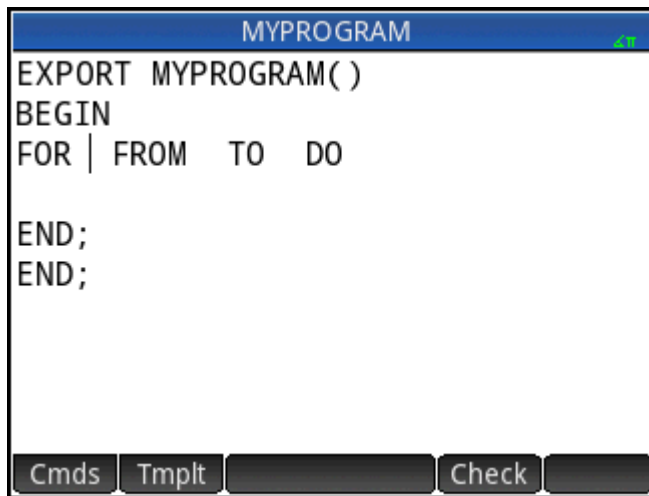 MYPROGRAM
∡π
EXPORT MYPROGRAM()
BEGIN
FOR FROM TO DO
END;
END;
Cmds Tmplt Check